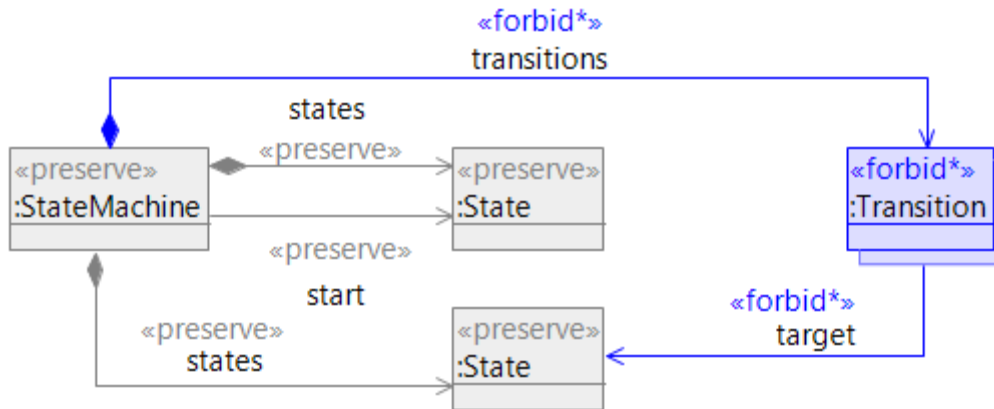 «forbid*»
transitions
states
«preserve»
«preserve»
:StateMachine
«preserve»
:State
«forbid*»
:Transition
«preserve»
start
«preserve»
states
«preserve»
:State
«forbid*»
target